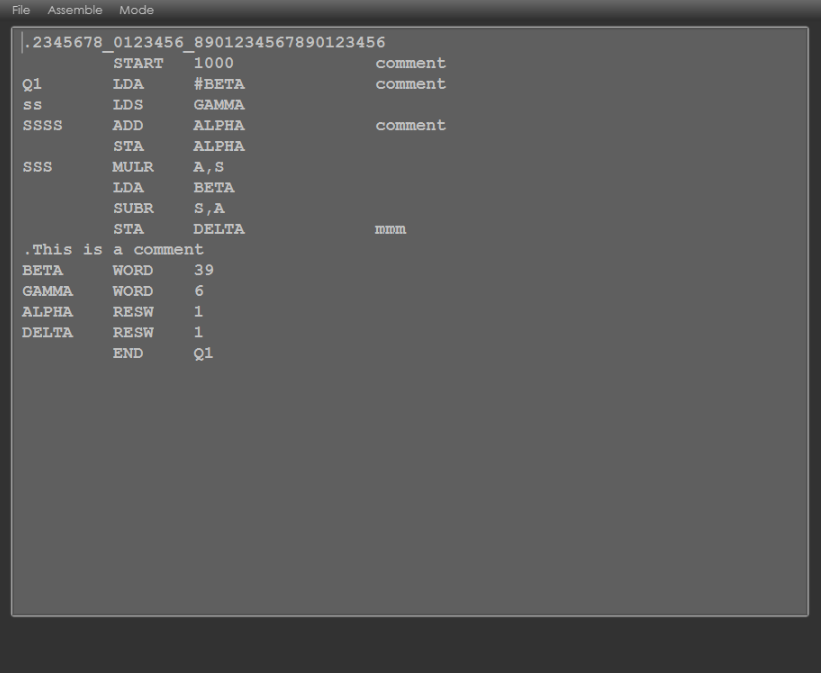 File Assemble Mode
.2345678_0123456_8901234567890123456
         START   1000              comment
Q1       LDA     #BETA             comment
ss       LDS     GAMMA
SSSS     ADD     ALPHA             comment
         STA     ALPHA
SSS      MULR    A,S
         LDA     BETA
         SUBR    S,A
         STA     DELTA             mmm
.This is a comment
BETA     WORD    39
GAMMA    WORD    6
ALPHA    RESW    1
DELTA    RESW    1
         END     Q1